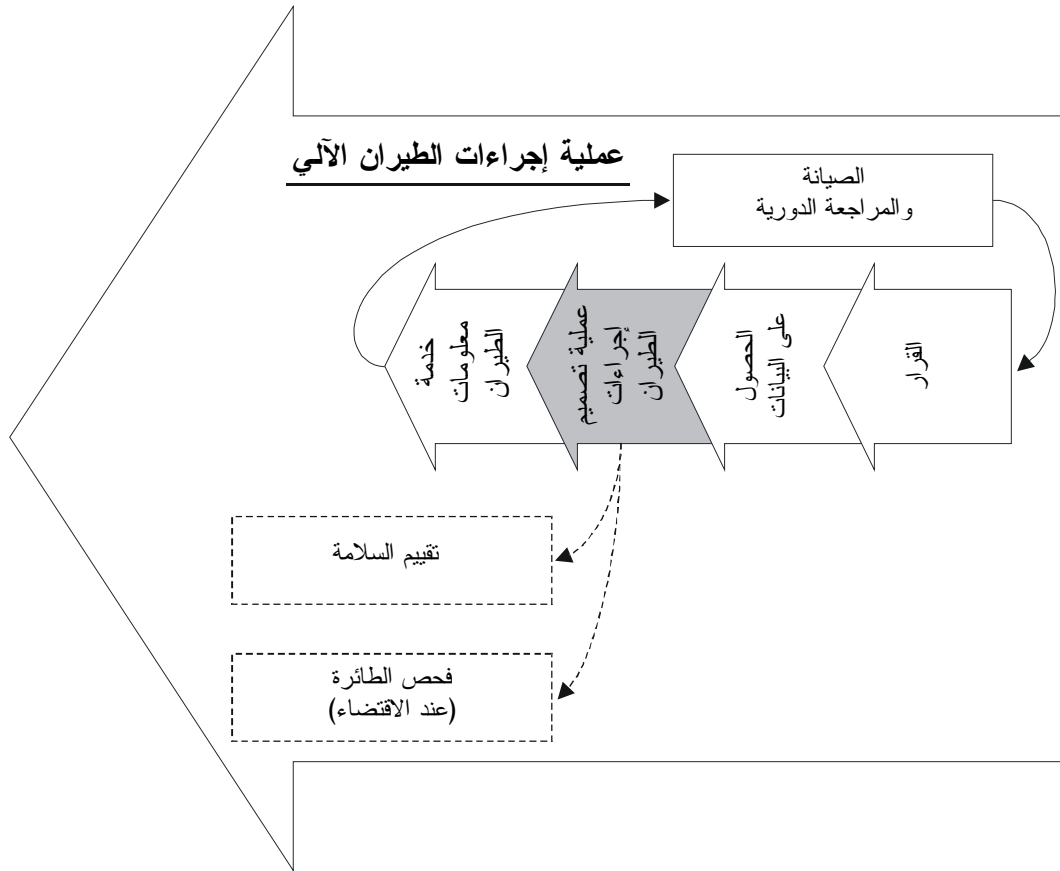 عملية إجراءات الطيران الآلي
الصيانة
والمراجعة الدورية
القرار
الحصول
على البيانات
عملية تصميم
إجراءات
الطيران
خدمة
معلومات
الطيران
تقييم السلامة
فحص الطائرة
(عند الاقتضاء)